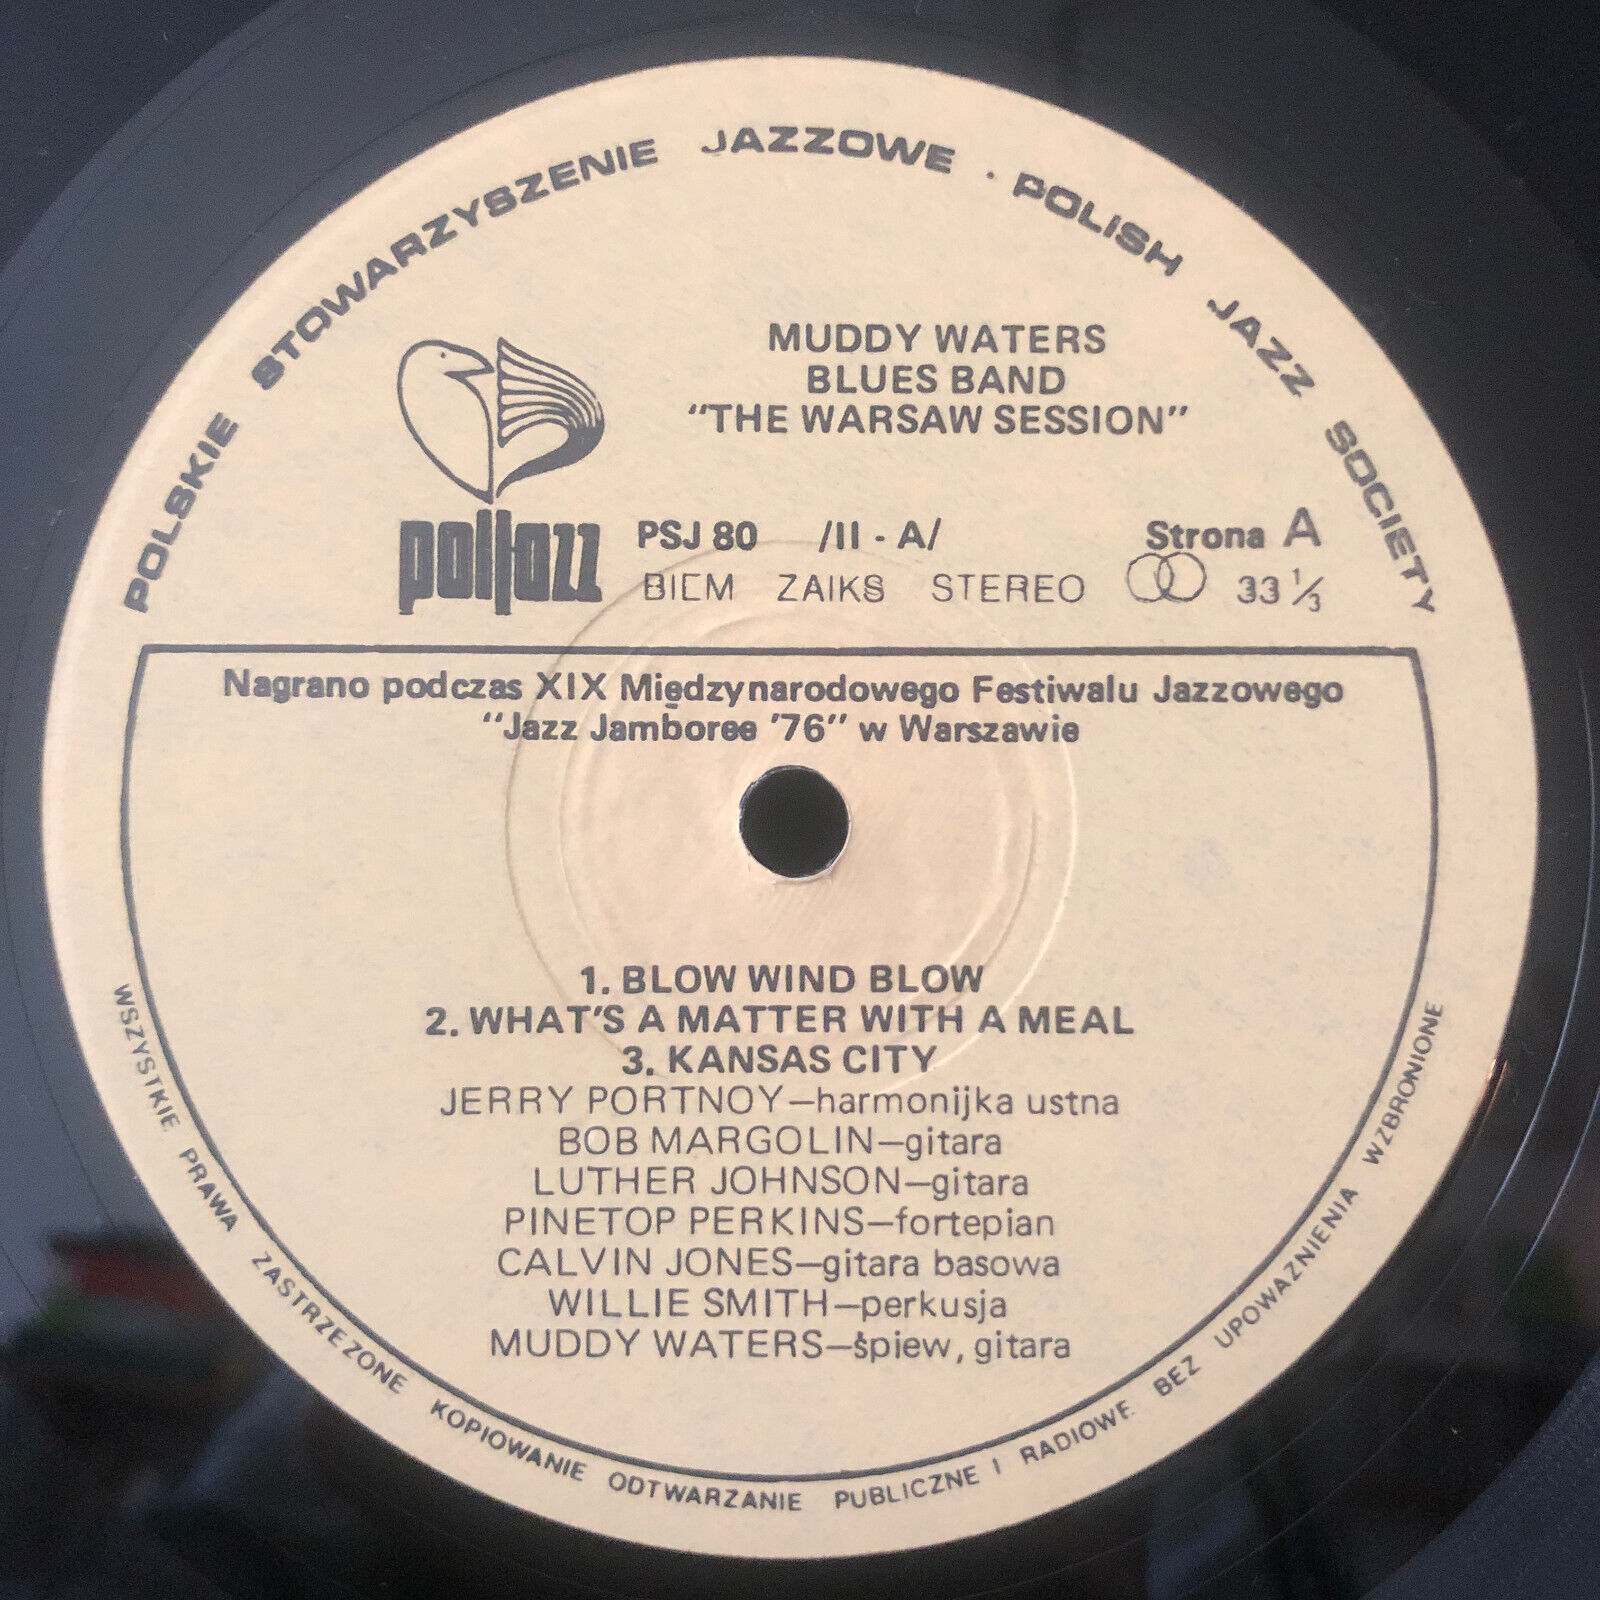 POLSKIE STOWARZYSZENIE JAZZOWE · POLISH JAZZ SOCIETY
MUDDY WATERS
BLUES BAND
"THE WARSAW SESSION"
poljazz
PSJ 80 /II - A/ Strona A
BIEM ZAIKS STEREO 33 1/3
Nagrano podczas XIX Międzynarodowego Festiwalu Jazzowego
"Jazz Jamboree '76" w Warszawie
1. BLOW WIND BLOW
2. WHAT'S A MATTER WITH A MEAL
3. KANSAS CITY
JERRY PORTNOY—harmonijka ustna
BOB MARGOLIN—gitara
LUTHER JOHNSON—gitara
PINETOP PERKINS—fortepian
CALVIN JONES—gitara basowa
WILLIE SMITH—perkusja
MUDDY WATERS—śpiew, gitara
WSZYSTKIE PRAWA ZASTRZEZONE KOPIOWANIE ODTWARZANIE PUBLICZNE I RADIOWE BEZ UPOWAZNIENIA WZBRONIONE